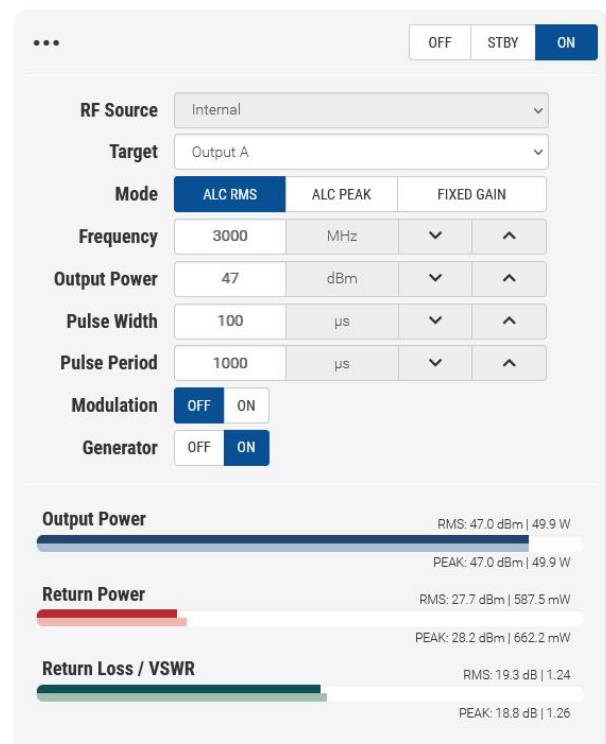 •••
OFF STBY ON
RF Source Internal
Target Output A
Mode ALC RMS ALC PEAK FIXED GAIN
Frequency 3000 MHz
Output Power 47 dBm
Pulse Width 100 µs
Pulse Period 1000 µs
Modulation OFF ON
Generator OFF ON
Output Power RMS: 47.0 dBm | 49.9 W
PEAK: 47.0 dBm | 49.9 W
Return Power RMS: 27.7 dBm | 587.5 mW
PEAK: 28.2 dBm | 662.2 mW
Return Loss / VSWR RMS: 19.3 dB | 1.24
PEAK: 18.8 dB | 1.26